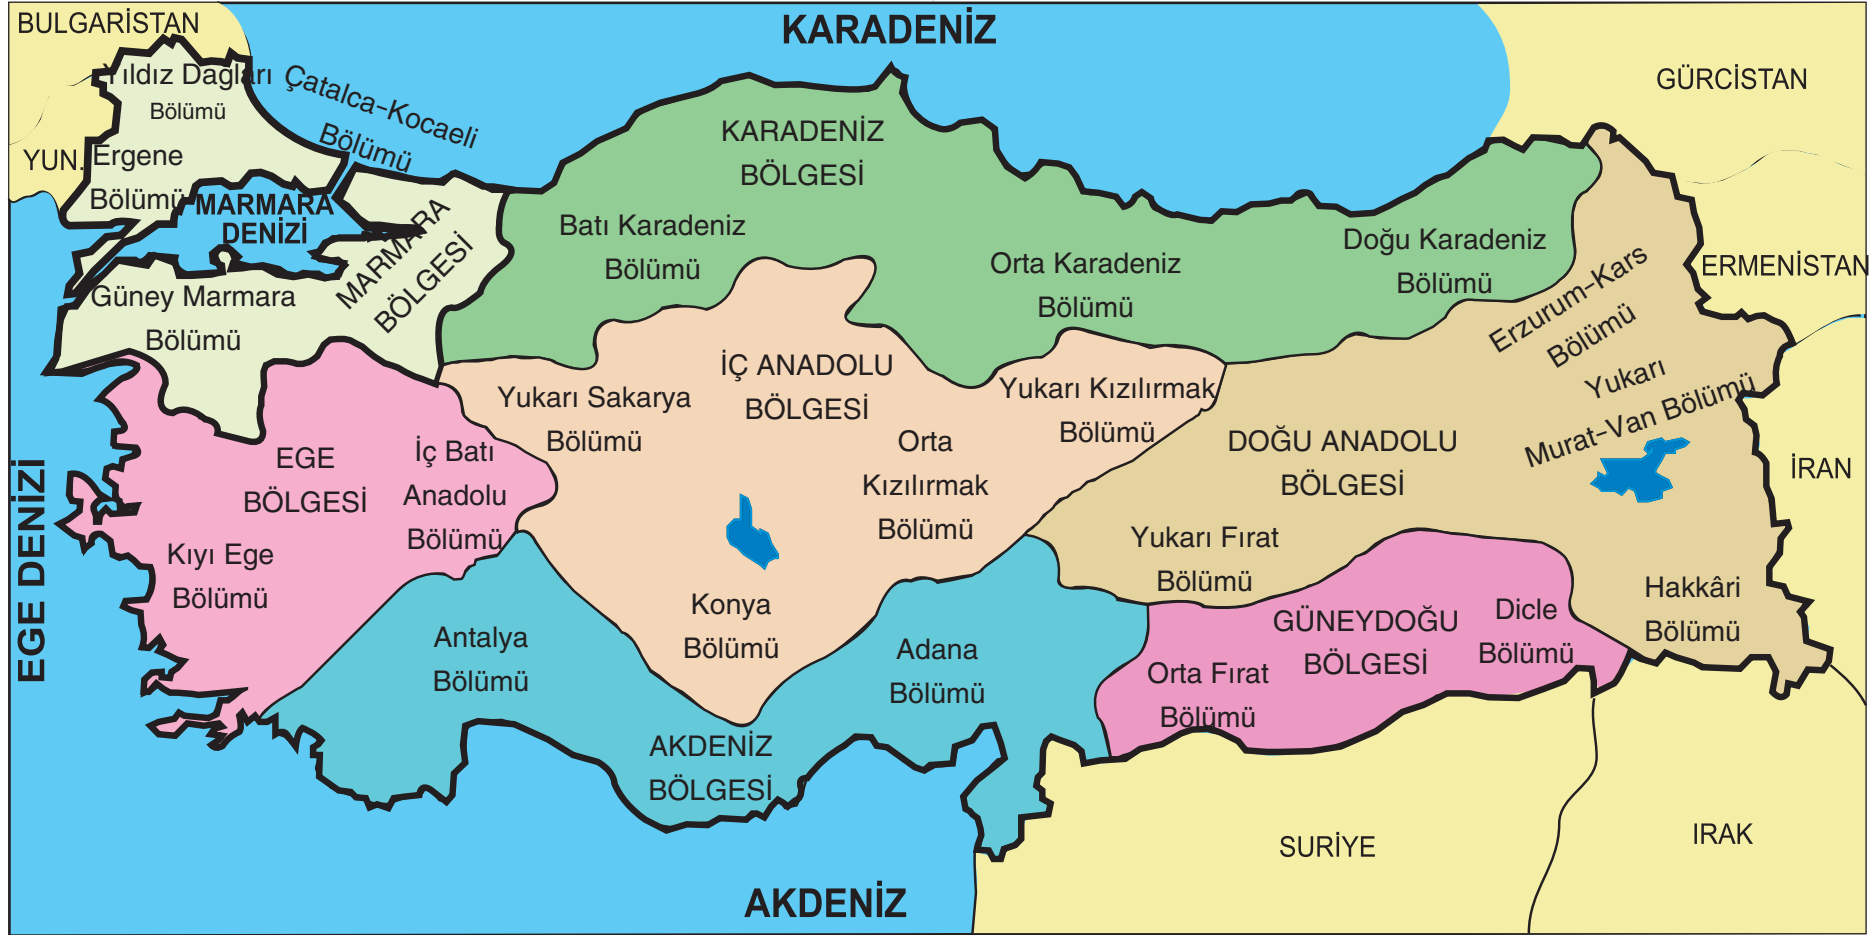 BULGARİSTAN
KARADENİZ
GÜRCİSTAN
Yıldız Dağları
Bölümü
Çatalca-Kocaeli
Bölümü
YUN.
Ergene
Bölümü
MARMARA
DENİZİ
MARMARA
BÖLGESİ
Güney Marmara
Bölümü
KARADENİZ
BÖLGESİ
Batı Karadeniz
Bölümü
Orta Karadeniz
Bölümü
Doğu Karadeniz
Bölümü
ERMENİSTAN
Erzurum-Kars
Bölümü
Yukarı
Murat-Van Bölümü
İÇ ANADOLU
BÖLGESİ
Yukarı Sakarya
Bölümü
Yukarı Kızılırmak
Bölümü
Orta
Kızılırmak
Bölümü
Konya
Bölümü
DOĞU ANADOLU
BÖLGESİ
Yukarı Fırat
Bölümü
Hakkâri
Bölümü
İRAN
EGE DENİZİ
EGE
BÖLGESİ
İç Batı
Anadolu
Bölümü
Kıyı Ege
Bölümü
Antalya
Bölümü
Adana
Bölümü
AKDENİZ
BÖLGESİ
GÜNEYDOĞU
BÖLGESİ
Dicle
Bölümü
Orta Fırat
Bölümü
SURİYE
IRAK
AKDENİZ